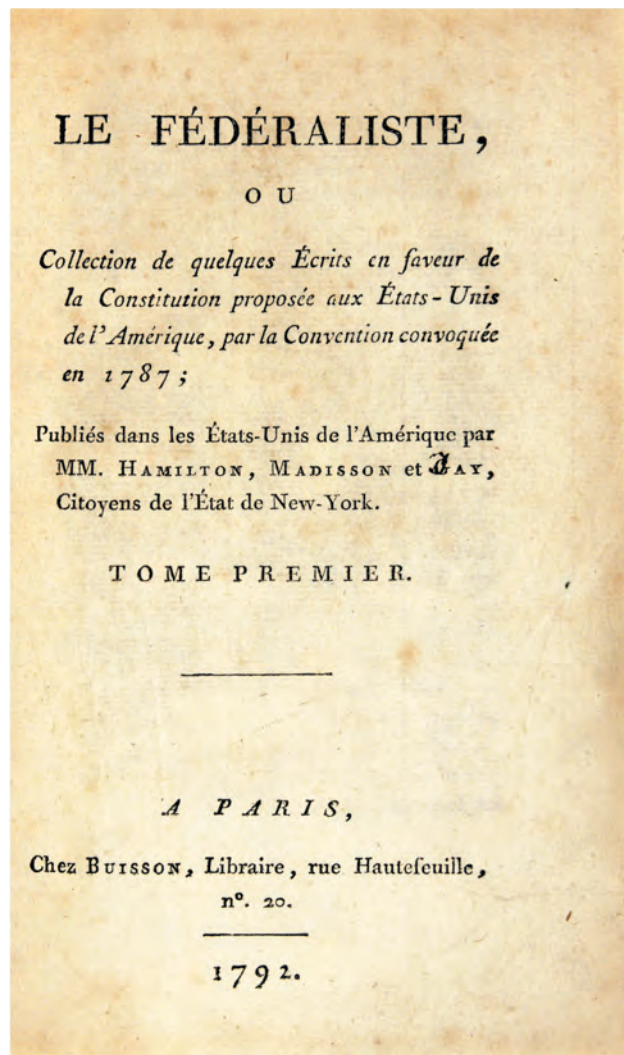 LE FÉDÉRALISTE,
OU
Collection de quelques Écrits en faveur de
la Constitution proposée aux États-Unis
de l'Amérique, par la Convention convoquée
en 1787;
Publiés dans les États-Unis de l'Amérique par
MM. HAMILTON, MADISSON et JAY,
Citoyens de l'État de New-York.
TOME PREMIER.
A PARIS,
Chez BUISSON, Libraire, rue Hautefeuille,
n°. 20.
1792.